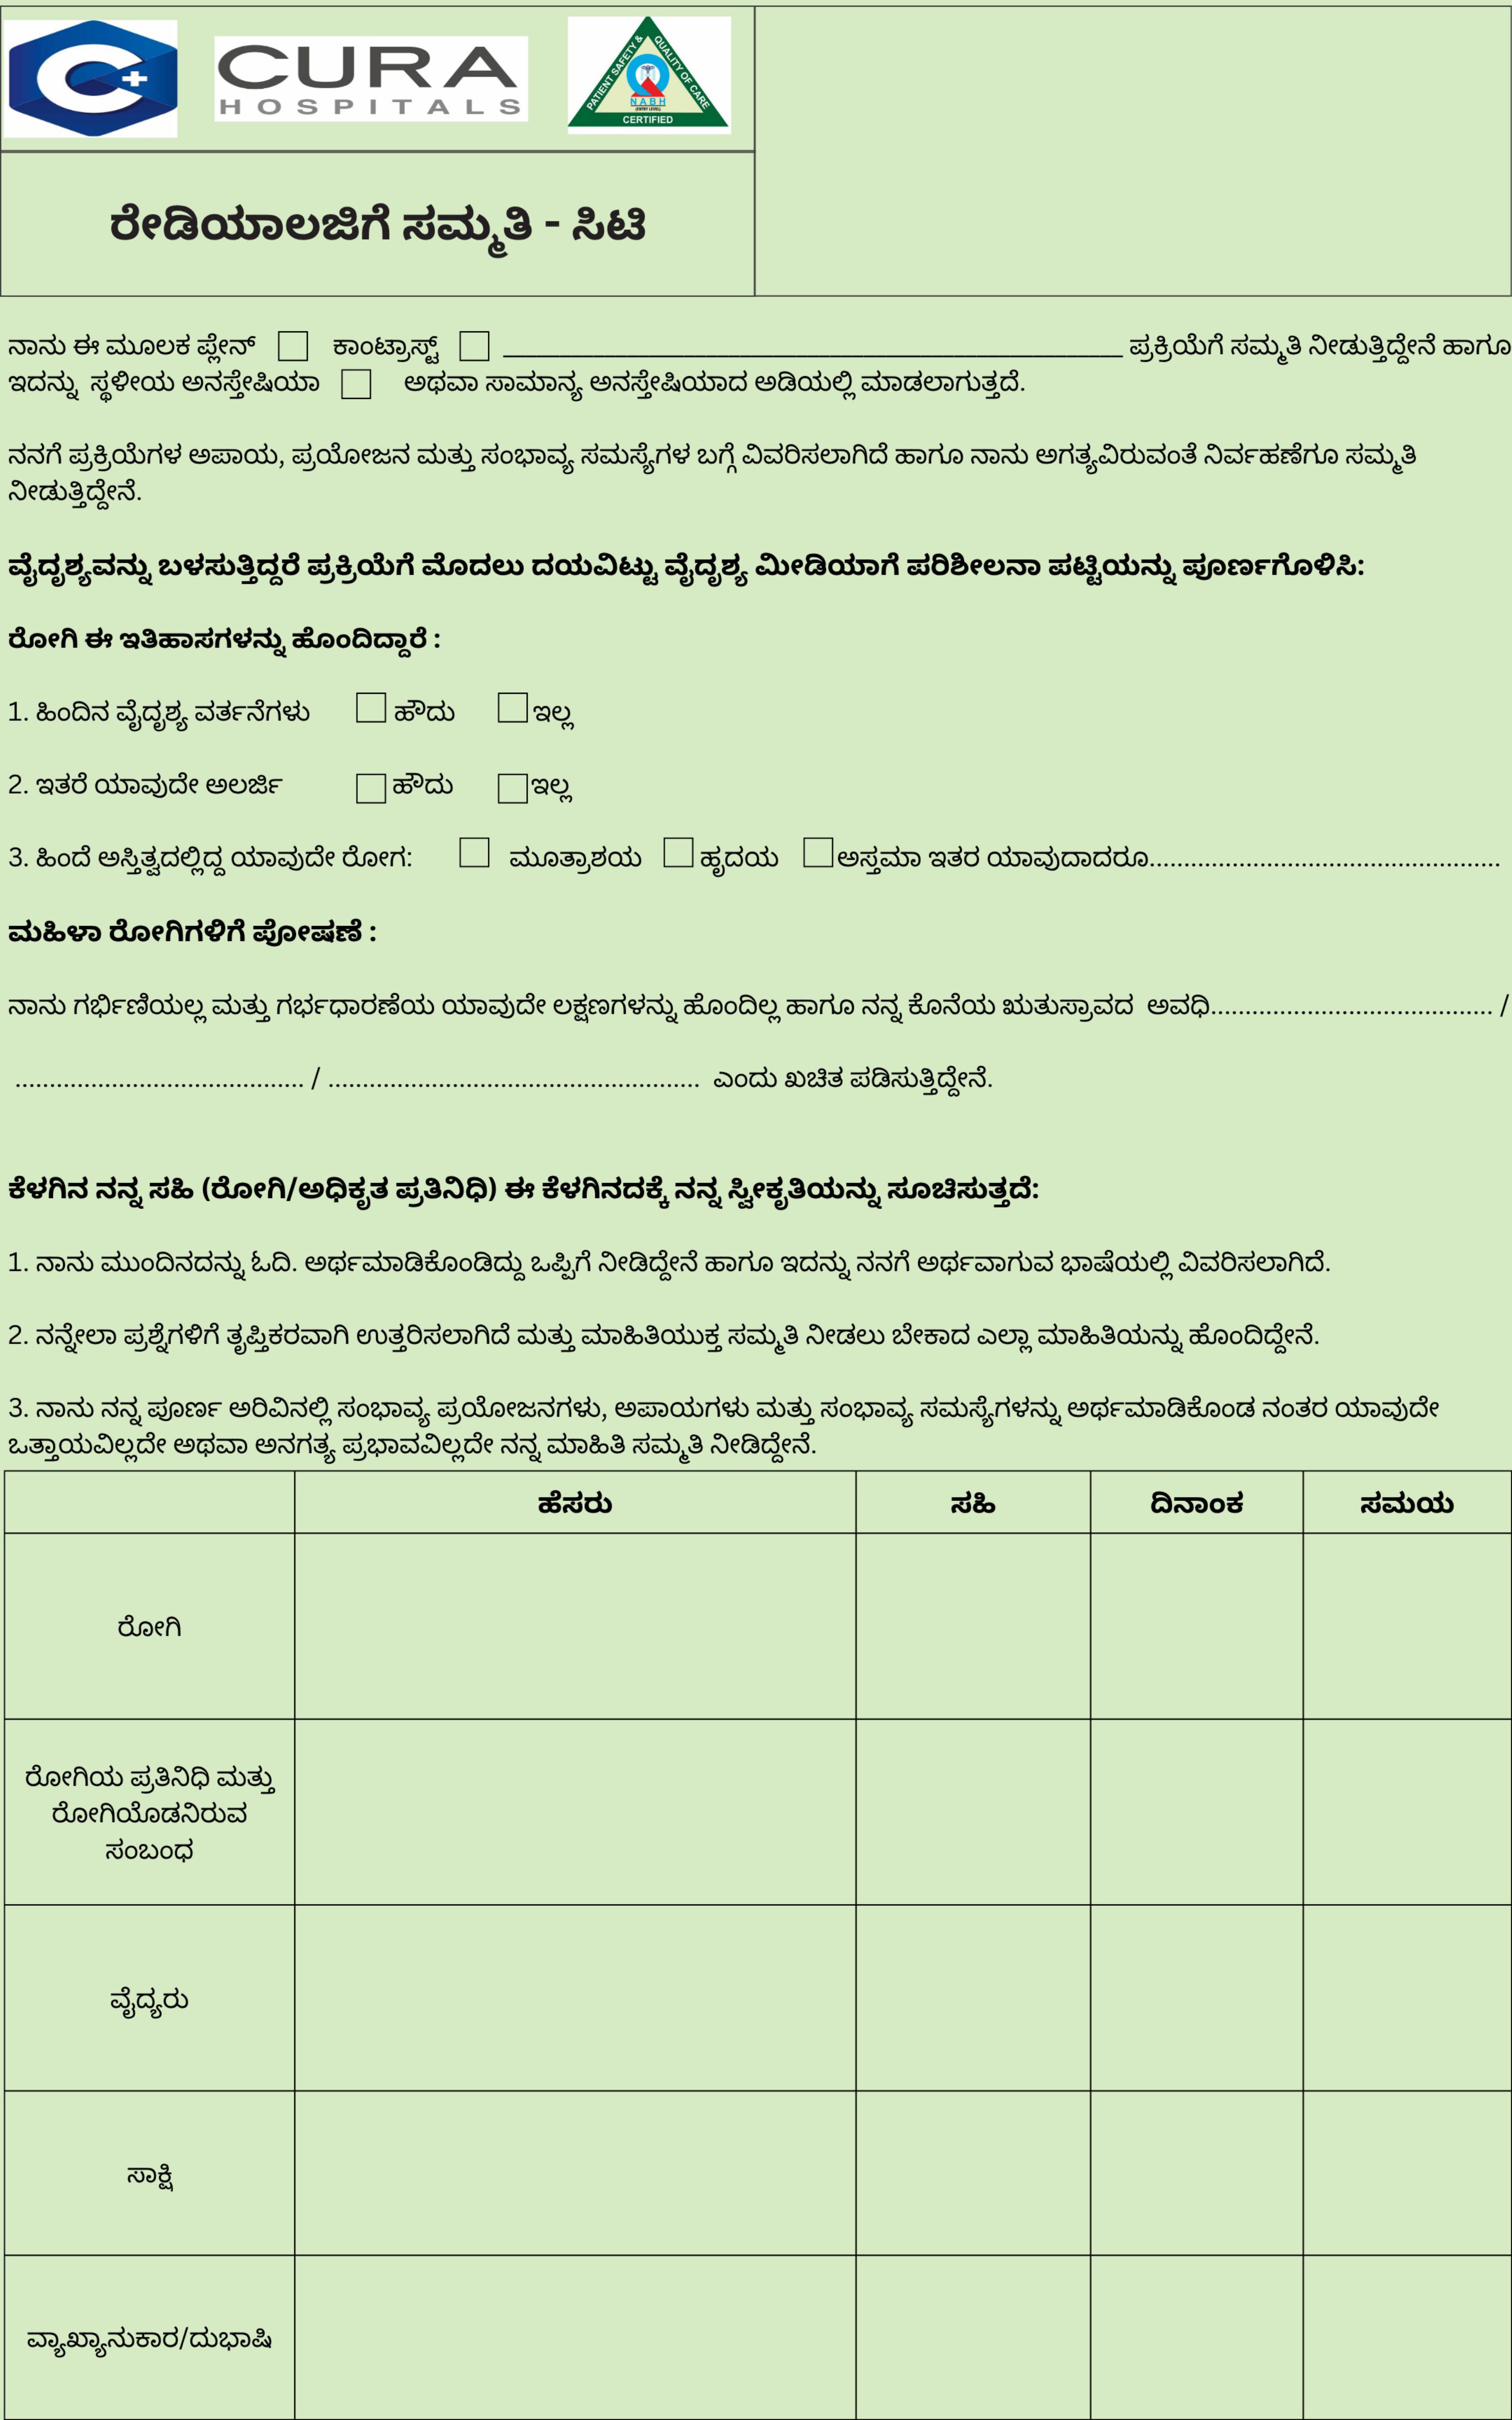 C+
CURA
HOSPITALS
PATIENT SAFETY & QUALITY OF CARE
NABH
(ENTRY LEVEL)
CERTIFIED
ರೇಡಿಯಾಲಜಿಗೆ ಸಮ್ಮತಿ - ಸಿಟಿ
ನಾನು ಈ ಮೂಲಕ ಪ್ಲೇನ್ ☐ ಕಾಂಟ್ರಾಸ್ಟ್ ☐ ______________________________ ಪ್ರಕ್ರಿಯೆಗೆ ಸಮ್ಮತಿ ನೀಡುತ್ತಿದ್ದೇನೆ ಹಾಗೂ
ಇದನ್ನು ಸ್ಥಳೀಯ ಅನಸ್ತೇಷಿಯಾ ☐ ಅಥವಾ ಸಾಮಾನ್ಯ ಅನಸ್ತೇಷಿಯಾದ ಅಡಿಯಲ್ಲಿ ಮಾಡಲಾಗುತ್ತದೆ.
ನನಗೆ ಪ್ರಕ್ರಿಯೆಗಳ ಅಪಾಯ, ಪ್ರಯೋಜನ ಮತ್ತು ಸಂಭಾವ್ಯ ಸಮಸ್ಯೆಗಳ ಬಗ್ಗೆ ವಿವರಿಸಲಾಗಿದೆ ಹಾಗೂ ನಾನು ಅಗತ್ಯವಿರುವಂತೆ ನಿರ್ವಹಣೆಗೂ ಸಮ್ಮತಿ
ನೀಡುತ್ತಿದ್ದೇನೆ.
ವೈದೃಶ್ಯವನ್ನು ಬಳಸುತ್ತಿದ್ದರೆ ಪ್ರಕ್ರಿಯೆಗೆ ಮೊದಲು ದಯವಿಟ್ಟು ವೈದೃಶ್ಯ ಮೀಡಿಯಾಗೆ ಪರಿಶೀಲನಾ ಪಟ್ಟಿಯನ್ನು ಪೂರ್ಣಗೊಳಿಸಿ:
ರೋಗಿ ಈ ಇತಿಹಾಸಗಳನ್ನು ಹೊಂದಿದ್ದಾರೆ :
1. ಹಿಂದಿನ ವೈದೃಶ್ಯ ವರ್ತನೆಗಳು ☐ ಹೌದು ☐ ಇಲ್ಲ
2. ಇತರೆ ಯಾವುದೇ ಅಲರ್ಜಿ ☐ ಹೌದು ☐ ಇಲ್ಲ
3. ಹಿಂದೆ ಅಸ್ತಿತ್ವದಲ್ಲಿದ್ದ ಯಾವುದೇ ರೋಗ: ☐ ಮೂತ್ರಾಶಯ ☐ ಹೃದಯ ☐ ಅಸ್ತಮಾ ಇತರ ಯಾವುದಾದರೂ..................................................
ಮಹಿಳಾ ರೋಗಿಗಳಿಗೆ ಪೋಷಣೆ :
ನಾನು ಗರ್ಭಿಣಿಯಲ್ಲ ಮತ್ತು ಗರ್ಭಧಾರಣೆಯ ಯಾವುದೇ ಲಕ್ಷಣಗಳನ್ನು ಹೊಂದಿಲ್ಲ ಹಾಗೂ ನನ್ನ ಕೊನೆಯ ಋತುಸ್ರಾವದ ಅವಧಿ........................................ /
......................................... / ..................................................... ಎಂದು ಖಚಿತ ಪಡಿಸುತ್ತಿದ್ದೇನೆ.
ಕೆಳಗಿನ ನನ್ನ ಸಹಿ (ರೋಗಿ/ಅಧಿಕೃತ ಪ್ರತಿನಿಧಿ) ಈ ಕೆಳಗಿನದಕ್ಕೆ ನನ್ನ ಸ್ವೀಕೃತಿಯನ್ನು ಸೂಚಿಸುತ್ತದೆ:
1. ನಾನು ಮುಂದಿನದನ್ನು ಓದಿ. ಅರ್ಥಮಾಡಿಕೊಂಡಿದ್ದು ಒಪ್ಪಿಗೆ ನೀಡಿದ್ದೇನೆ ಹಾಗೂ ಇದನ್ನು ನನಗೆ ಅರ್ಥವಾಗುವ ಭಾಷೆಯಲ್ಲಿ ವಿವರಿಸಲಾಗಿದೆ.
2. ನನ್ನೇಲಾ ಪ್ರಶ್ನೆಗಳಿಗೆ ತೃಪ್ತಿಕರವಾಗಿ ಉತ್ತರಿಸಲಾಗಿದೆ ಮತ್ತು ಮಾಹಿತಿಯುಕ್ತ ಸಮ್ಮತಿ ನೀಡಲು ಬೇಕಾದ ಎಲ್ಲಾ ಮಾಹಿತಿಯನ್ನು ಹೊಂದಿದ್ದೇನೆ.
3. ನಾನು ನನ್ನ ಪೂರ್ಣ ಅರಿವಿನಲ್ಲಿ ಸಂಭಾವ್ಯ ಪ್ರಯೋಜನಗಳು, ಅಪಾಯಗಳು ಮತ್ತು ಸಂಭಾವ್ಯ ಸಮಸ್ಯೆಗಳನ್ನು ಅರ್ಥಮಾಡಿಕೊಂಡ ನಂತರ ಯಾವುದೇ
ಒತ್ತಾಯವಿಲ್ಲದೇ ಅಥವಾ ಅನಗತ್ಯ ಪ್ರಭಾವವಿಲ್ಲದೇ ನನ್ನ ಮಾಹಿತಿ ಸಮ್ಮತಿ ನೀಡಿದ್ದೇನೆ.
ಹೆಸರು ಸಹಿ ದಿನಾಂಕ ಸಮಯ
ರೋಗಿ
ರೋಗಿಯ ಪ್ರತಿನಿಧಿ ಮತ್ತು
ರೋಗಿಯೊಡನಿರುವ
ಸಂಬಂಧ
ವೈದ್ಯರು
ಸಾಕ್ಷಿ
ವ್ಯಾಖ್ಯಾನುಕಾರ/ದುಭಾಷಿ